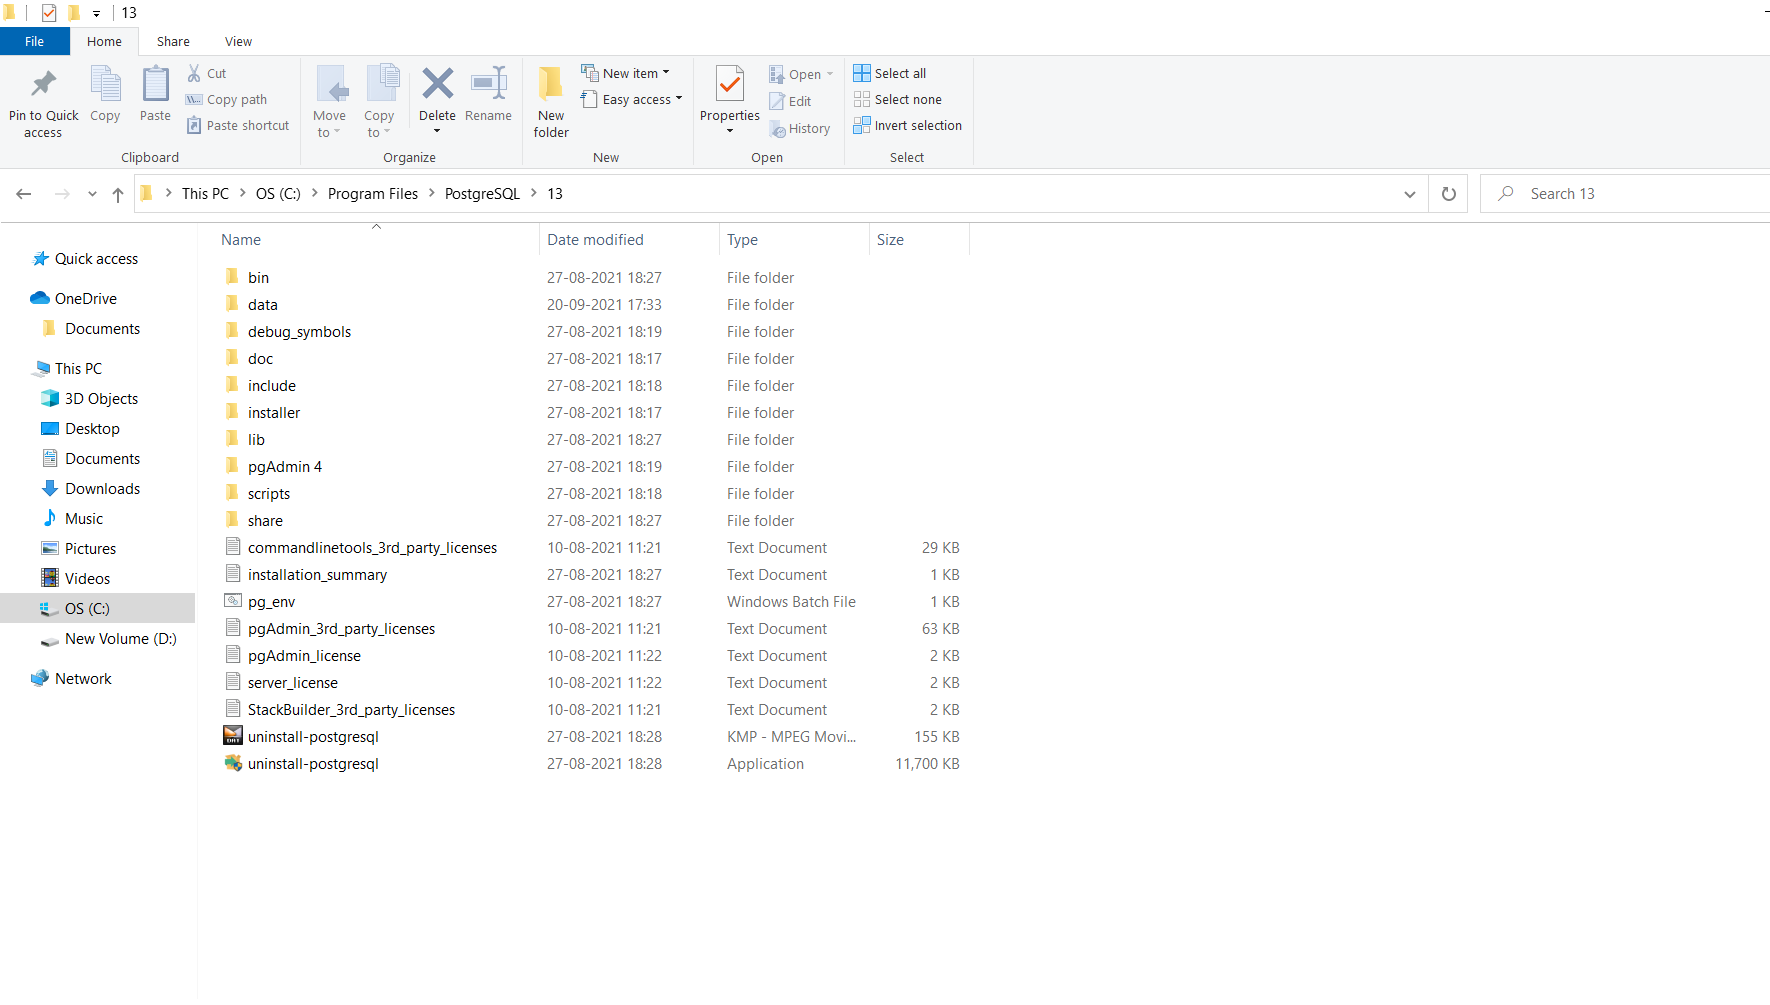 13
File Home Share View
Pin to Quick access
Copy
Paste
Cut
Copy path
Paste shortcut
Clipboard
Move to
Copy to
Delete
Rename
Organize
New folder
New item
Easy access
New
Properties
Open
Edit
History
Open
Select all
Select none
Invert selection
Select
This PC OS (C:) Program Files PostgreSQL 13
Search 13
Quick access
OneDrive
Documents
This PC
3D Objects
Desktop
Documents
Downloads
Music
Pictures
Videos
OS (C:)
New Volume (D:)
Network
Name Date modified Type Size
bin 27-08-2021 18:27 File folder
data 20-09-2021 17:33 File folder
debug_symbols 27-08-2021 18:19 File folder
doc 27-08-2021 18:17 File folder
include 27-08-2021 18:18 File folder
installer 27-08-2021 18:17 File folder
lib 27-08-2021 18:27 File folder
pgAdmin 4 27-08-2021 18:19 File folder
scripts 27-08-2021 18:18 File folder
share 27-08-2021 18:27 File folder
commandlinetools_3rd_party_licenses 10-08-2021 11:21 Text Document 29 KB
installation_summary 27-08-2021 18:27 Text Document 1 KB
pg_env 27-08-2021 18:27 Windows Batch File 1 KB
pgAdmin_3rd_party_licenses 10-08-2021 11:21 Text Document 63 KB
pgAdmin_license 10-08-2021 11:22 Text Document 2 KB
server_license 10-08-2021 11:22 Text Document 2 KB
StackBuilder_3rd_party_licenses 10-08-2021 11:21 Text Document 2 KB
uninstall-postgresql 27-08-2021 18:28 KMP - MPEG Movi... 155 KB
uninstall-postgresql 27-08-2021 18:28 Application 11,700 KB